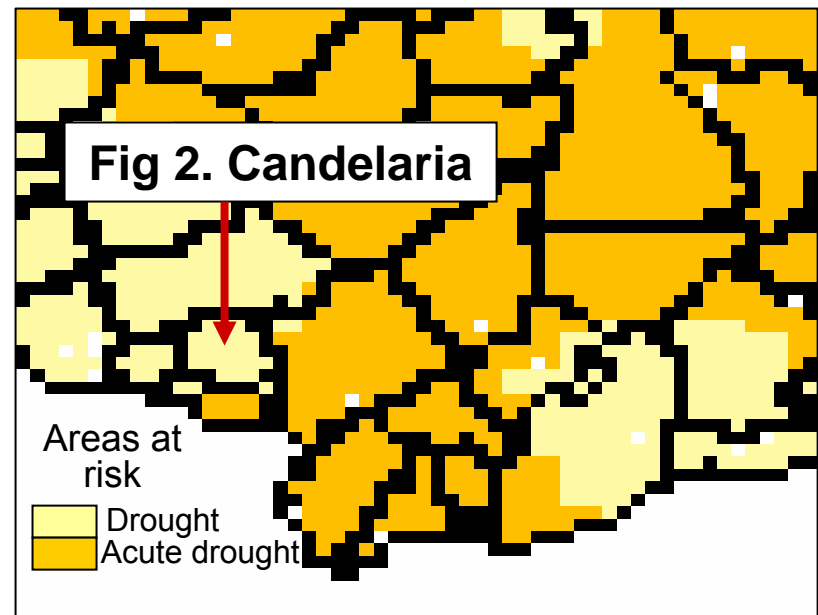 Fig 2. Candelaria
Areas at
risk
Drought
Acute drought